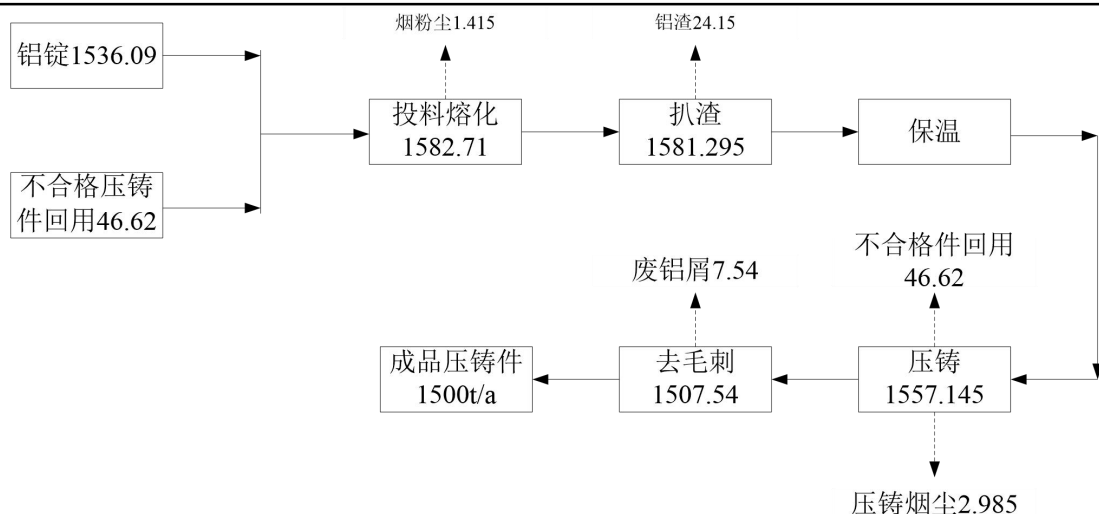 烟粉尘1.415
铝渣24.15
铝锭1536.09
投料熔化
1582.71
扒渣
1581.295
保温
不合格压铸
件回用46.62
不合格件回用
46.62
废铝屑7.54
成品压铸件
1500t/a
去毛刺
1507.54
压铸
1557.145
压铸烟尘2.985